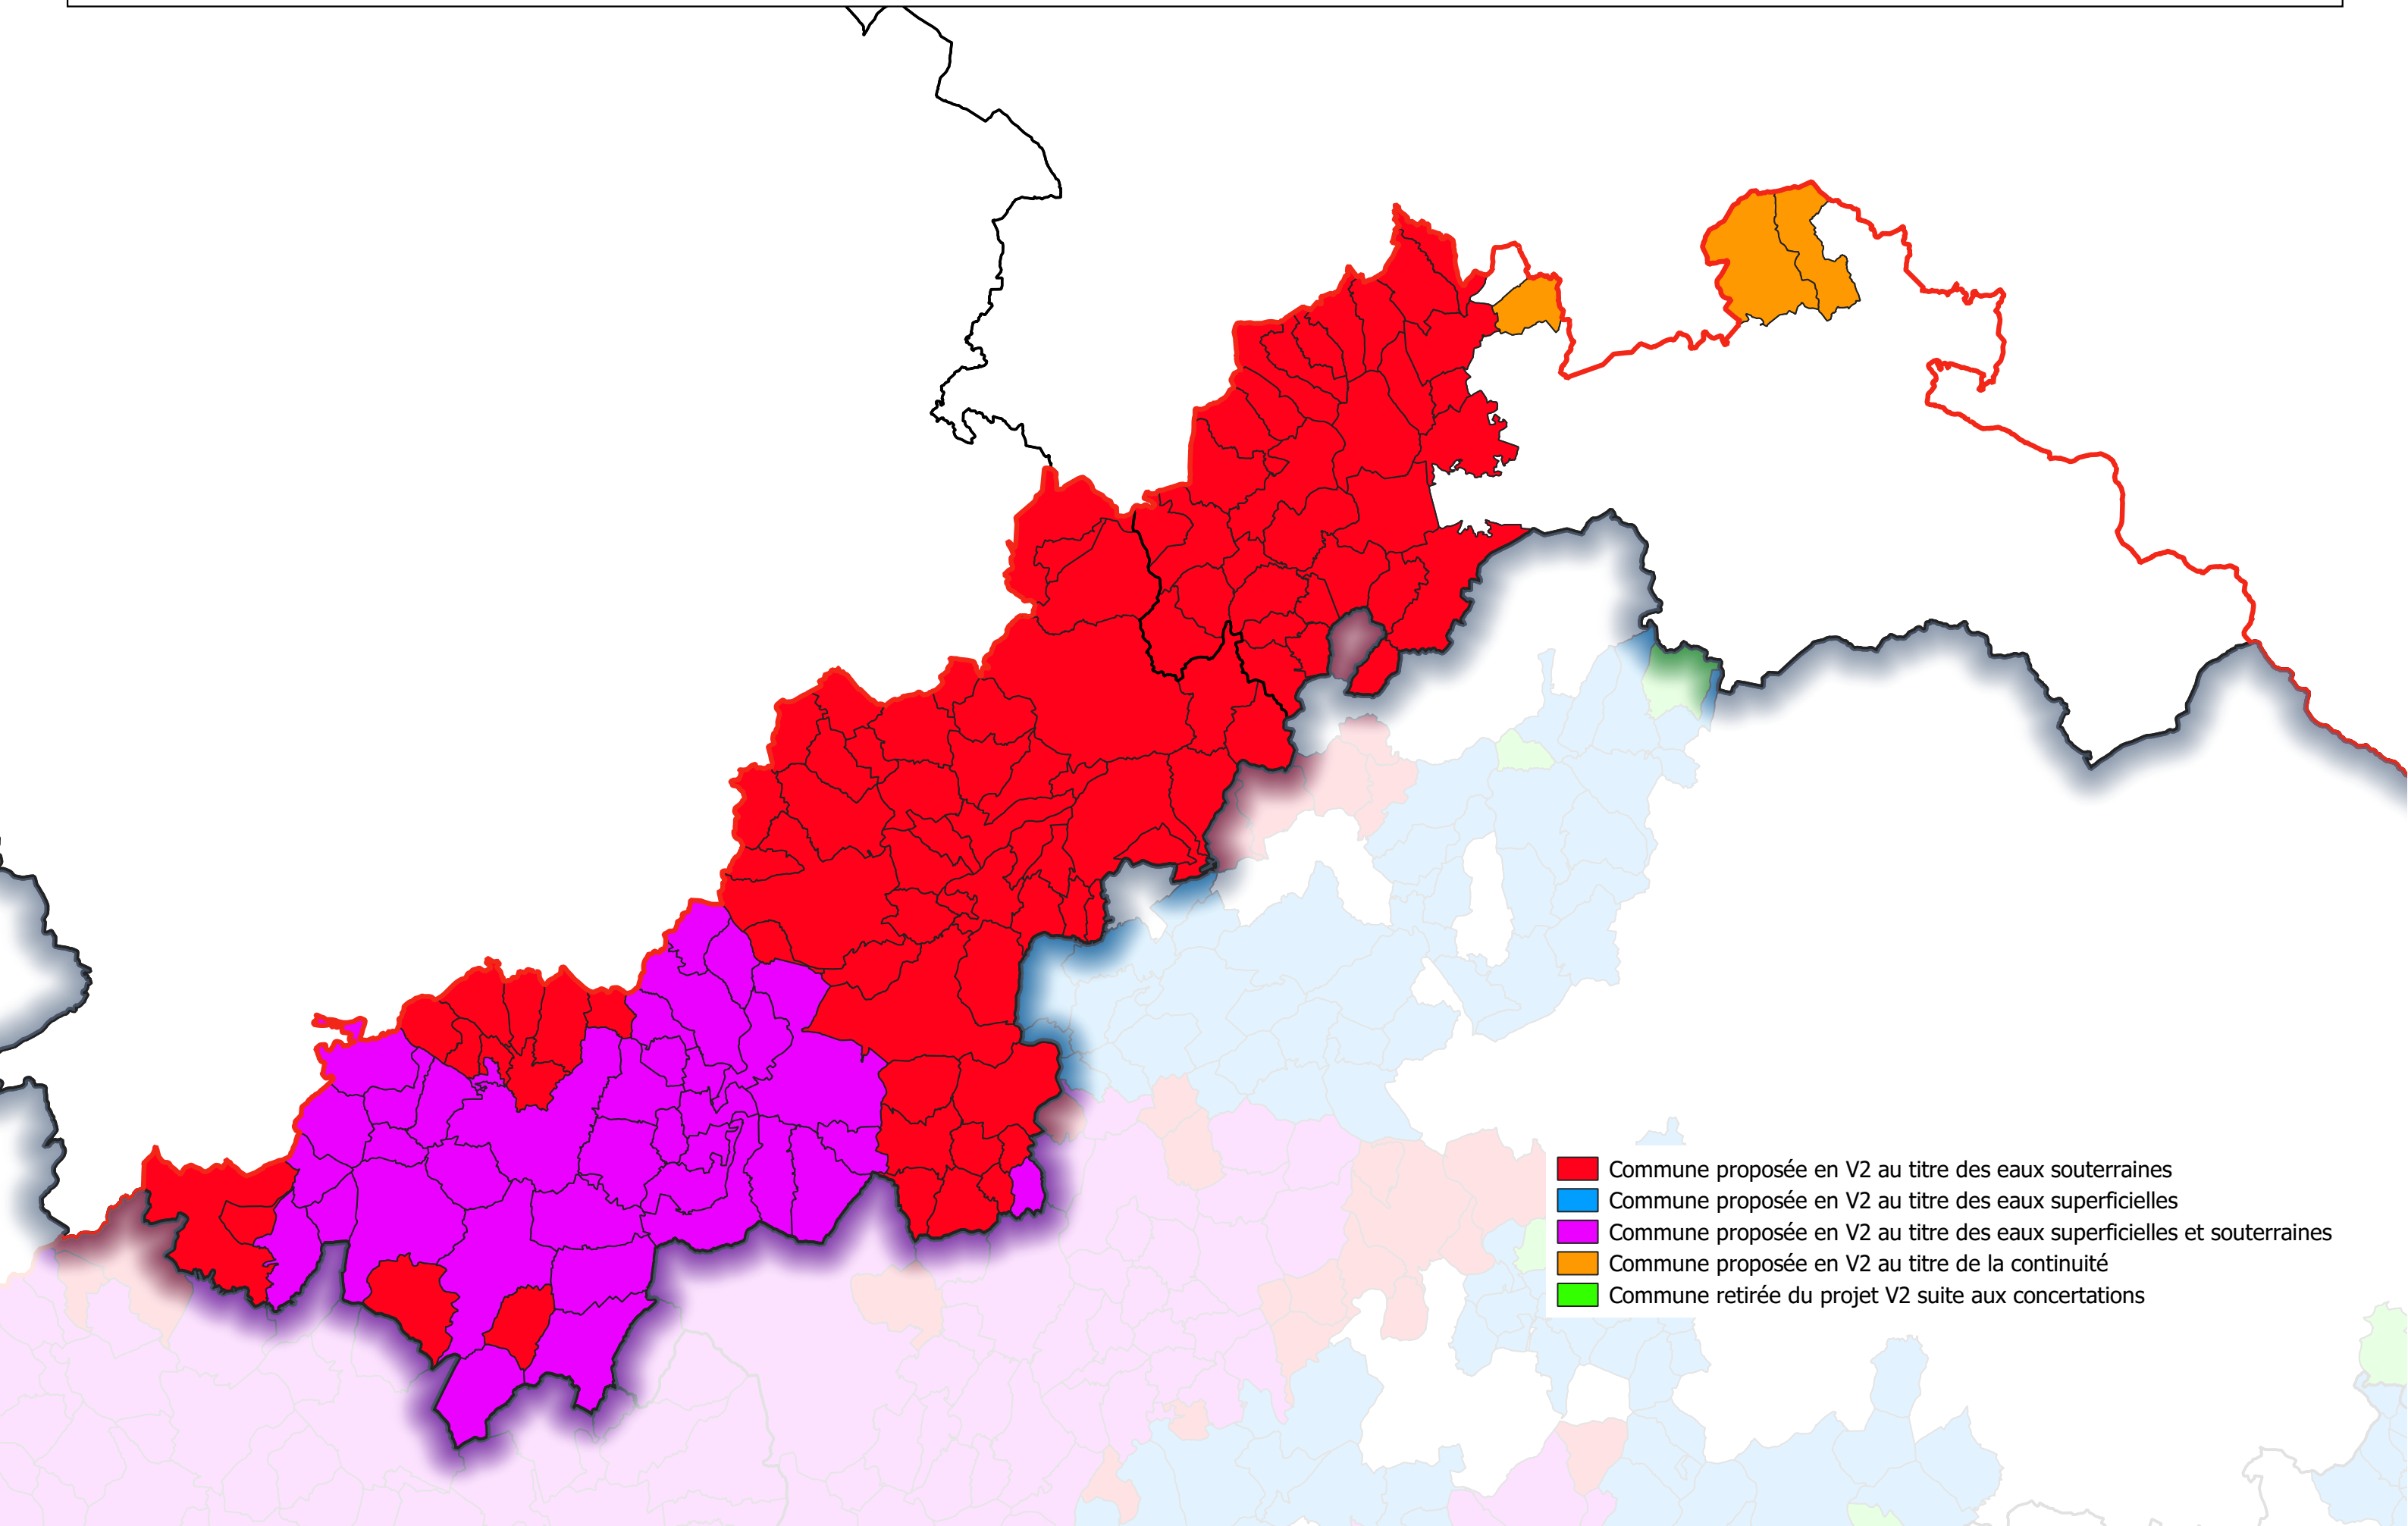 Commune proposée en V2 au titre des eaux souterraines
Commune proposée en V2 au titre des eaux superficielles
Commune proposée en V2 au titre des eaux superficielles et souterraines
Commune proposée en V2 au titre de la continuité
Commune retirée du projet V2 suite aux concertations